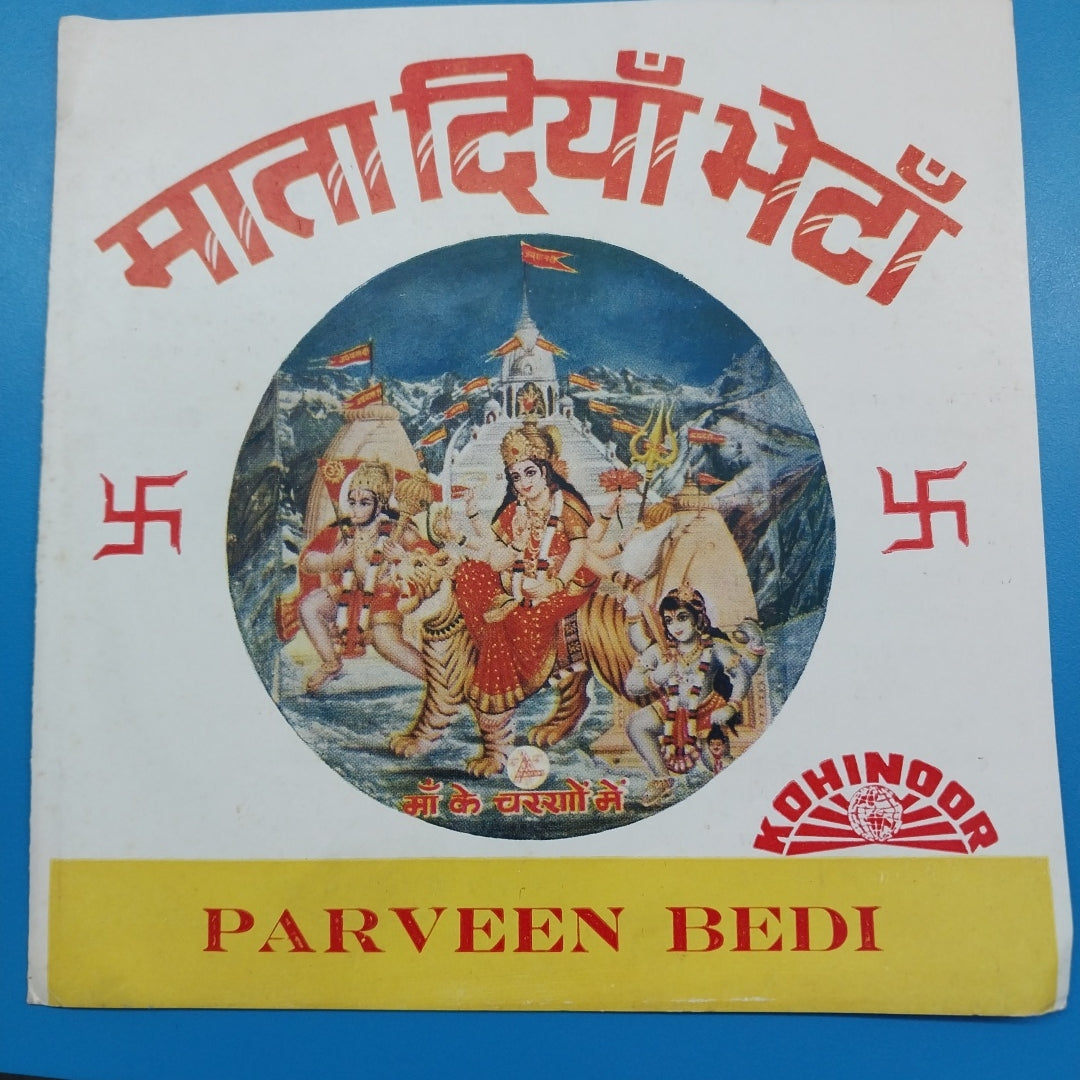 माता दियाँ भेटाँ
माँ के चरणों में
KOHINOOR
PARVEEN BEDI